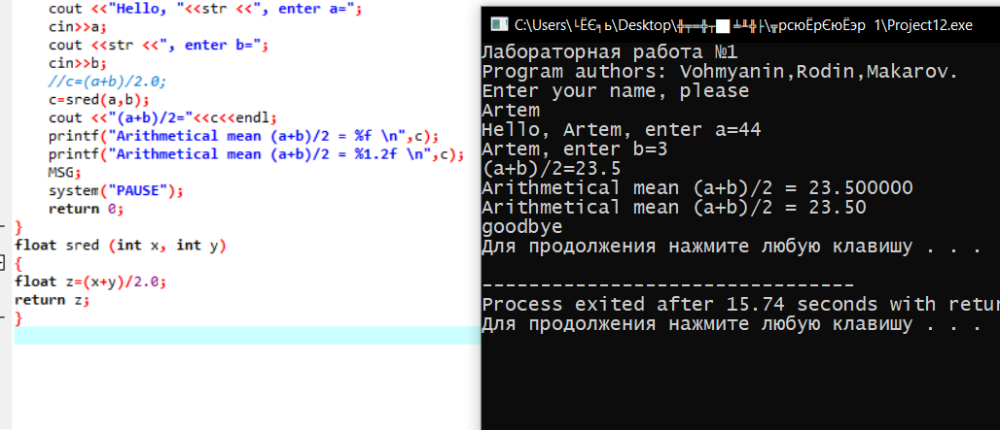 cout <<"Hello, "<<str <<", enter a=";
cin>>a;
cout <<str <<", enter b=";
cin>>b;
//c=(a+b)/2.0;
c=sred(a,b);
cout <<"(a+b)/2="<<c<<endl;
printf("Arithmetical mean (a+b)/2 = %f \n",c);
printf("Arithmetical mean (a+b)/2 = %1.2f \n",c);
MSG;
system("PAUSE");
return 0;
}
float sred (int x, int y)
{
float z=(x+y)/2.0;
return z;
}
C:\Users\ \Desktop\ 1\Project12.exe
Лабораторная работа №1
Program authors: Vohmyanin,Rodin,Makarov.
Enter your name, please
Artem
Hello, Artem, enter a=44
Artem, enter b=3
(a+b)/2=23.5
Arithmetical mean (a+b)/2 = 23.500000
Arithmetical mean (a+b)/2 = 23.50
goodbye
Для продолжения нажмите любую клавишу . . .
--------------------------------
Process exited after 15.74 seconds with retur
Для продолжения нажмите любую клавишу . . .